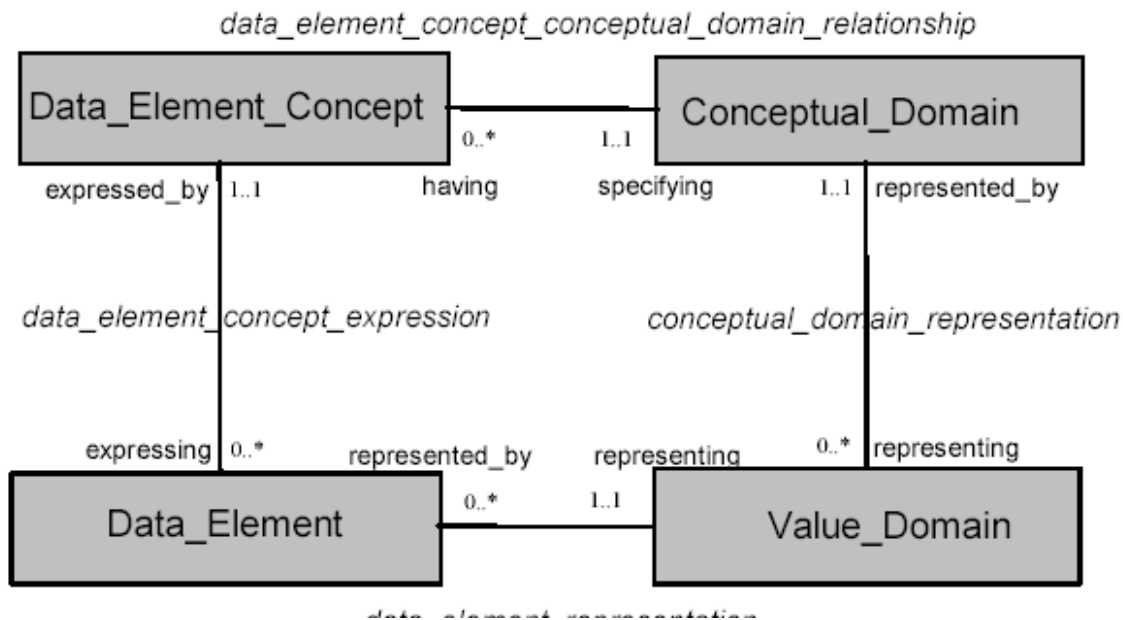 data_element_concept_conceptual_domain_relationship
Data_Element_Concept
Conceptual_Domain
0..*
1..1
expressed_by
1..1
having
specifying
1..1
represented_by
data_element_concept_expression
conceptual_domain_representation
expressing
0..*
represented_by
representing
0..*
representing
Data_Element
0..*
1..1
Value_Domain
data_element_representation